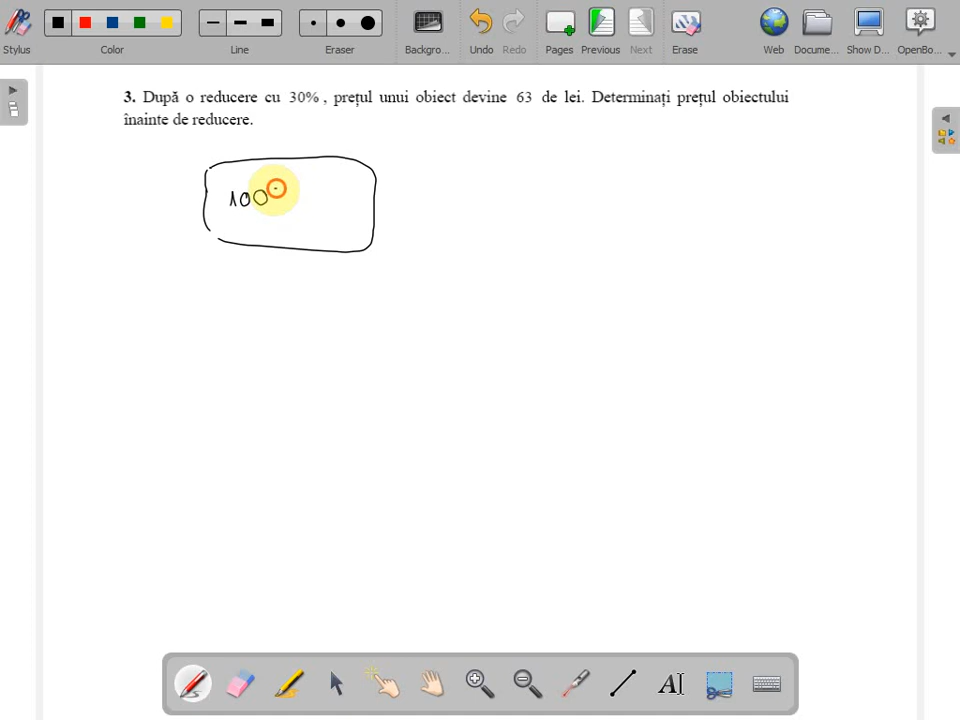 Stylus
Color
Line
Eraser
Backgro...
Undo
Redo
Pages
Previous
Next
Erase
Web
Docume...
Show D...
OpenBo...
3. După o reducere cu 30% , prețul unui obiect devine 63 de lei. Determinați prețul obiectului
înainte de reducere.
100
A